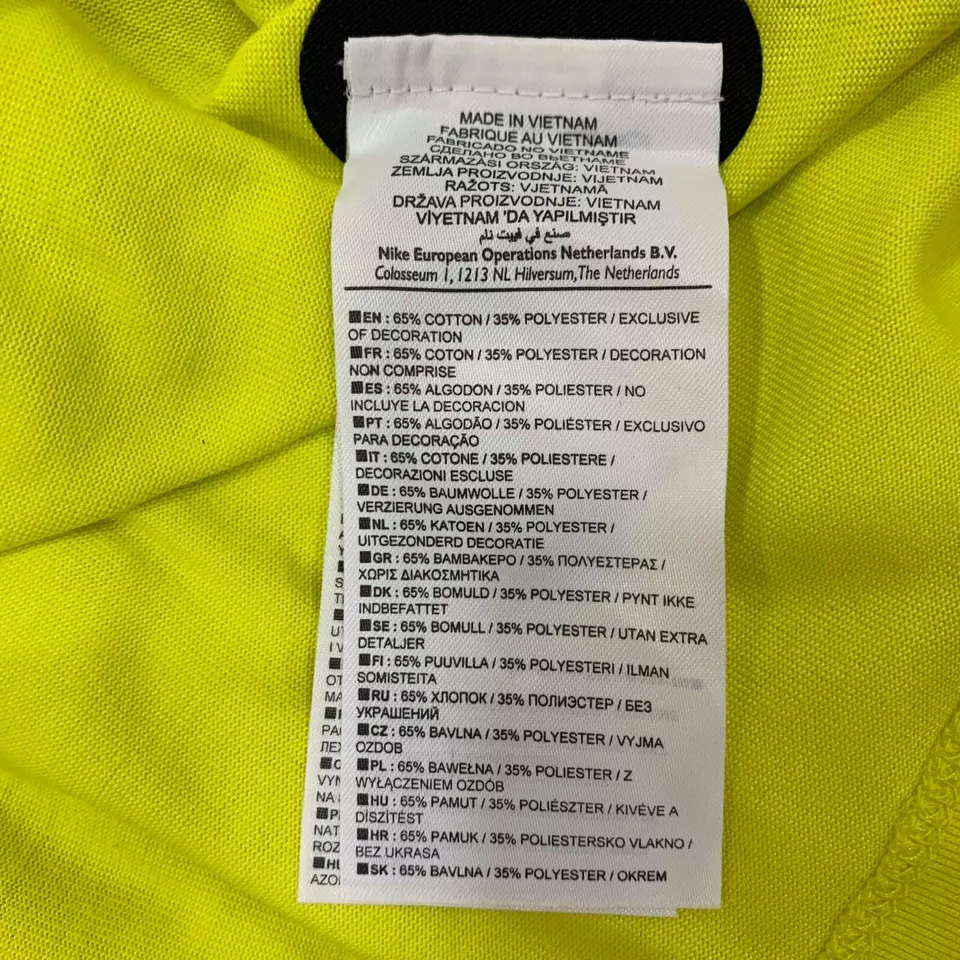 MADE IN VIETNAM
FABRIQUE AU VIETNAM
FABRICADO NO VIETNAME
СДЕЛАНО ВО ВЬЕТНАМЕ
SZÁRMAZÁSI ORSZÁG: VIETNAM
ZEMLJA PROIZVODNJE: VIJETNAM
RAŽOTS: VJETNAMĀ
DRŽAVA PROIZVODNJE: VIETNAM
VİYETNAM 'DA YAPILMIŞTIR
صنع في فييت نام
Nike European Operations Netherlands B.V.
Colosseum 1, 1213 NL Hilversum, The Netherlands
EN : 65% COTTON / 35% POLYESTER / EXCLUSIVE
OF DECORATION
FR : 65% COTON / 35% POLYESTER / DECORATION
NON COMPRISE
ES : 65% ALGODON / 35% POLIESTER / NO
INCLUYE LA DECORACION
PT : 65% ALGODÃO / 35% POLIÉSTER / EXCLUSIVO
PARA DECORAÇÃO
IT : 65% COTONE / 35% POLIESTERE /
DECORAZIONI ESCLUSE
DE : 65% BAUMWOLLE / 35% POLYESTER /
VERZIERUNG AUSGENOMMEN
NL : 65% KATOEN / 35% POLYESTER /
UITGEZONDERD DECORATIE
GR : 65% ΒΑΜΒΑΚΕΡΟ / 35% ΠΟΛΥΕΣΤΕΡΑΣ /
ΧΩΡΙΣ ΔΙΑΚΟΣΜΗΤΙΚΑ
DK : 65% BOMULD / 35% POLYESTER / PYNT IKKE
INDBEFATTET
SE : 65% BOMULL / 35% POLYESTER / UTAN EXTRA
DETALJER
FI : 65% PUUVILLA / 35% POLYESTERI / ILMAN
SOMISTEITA
RU : 65% ХЛОПОК / 35% ПОЛИЭСТЕР / БЕЗ
УКРАШЕНИЙ
CZ : 65% BAVLNA / 35% POLYESTER / VYJMA
OZDOB
PL : 65% BAWEŁNA / 35% POLIESTER / Z
WYŁĄCZENIEM OZDÓB
HU : 65% PAMUT / 35% POLIÉSZTER / KIVÉVE A
DÍSZÍTÉST
HR : 65% PAMUK / 35% POLIESTERSKO VLAKNO /
BEZ UKRASA
SK : 65% BAVLNA / 35% POLYESTER / OKREM